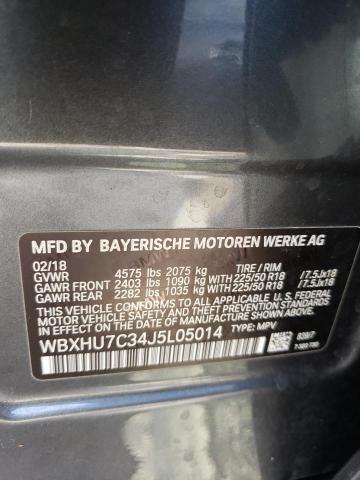 MFD BY BAYERISCHE MOTOREN WERKE AG
02/18
GVWR 4575 lbs 2075 kg TIRE / RIM
GAWR FRONT 2403 lbs 1090 kg WITH 225/50 R18 /7.5Jx18
GAWR REAR 2282 lbs 1035 kg WITH 225/50 R18 /7.5Jx18
THIS VEHICLE CONFORMS TO ALL APPLICABLE U.S. FEDERAL
MOTOR VEHICLE SAFETY, BUMPER, AND THEFT PREVENTION
STANDARDS IN EFFECT ON THE DATE OF MANUFACTURE SHOWN ABOVE.
WBXHU7C34J5L05014 TYPE: MPV